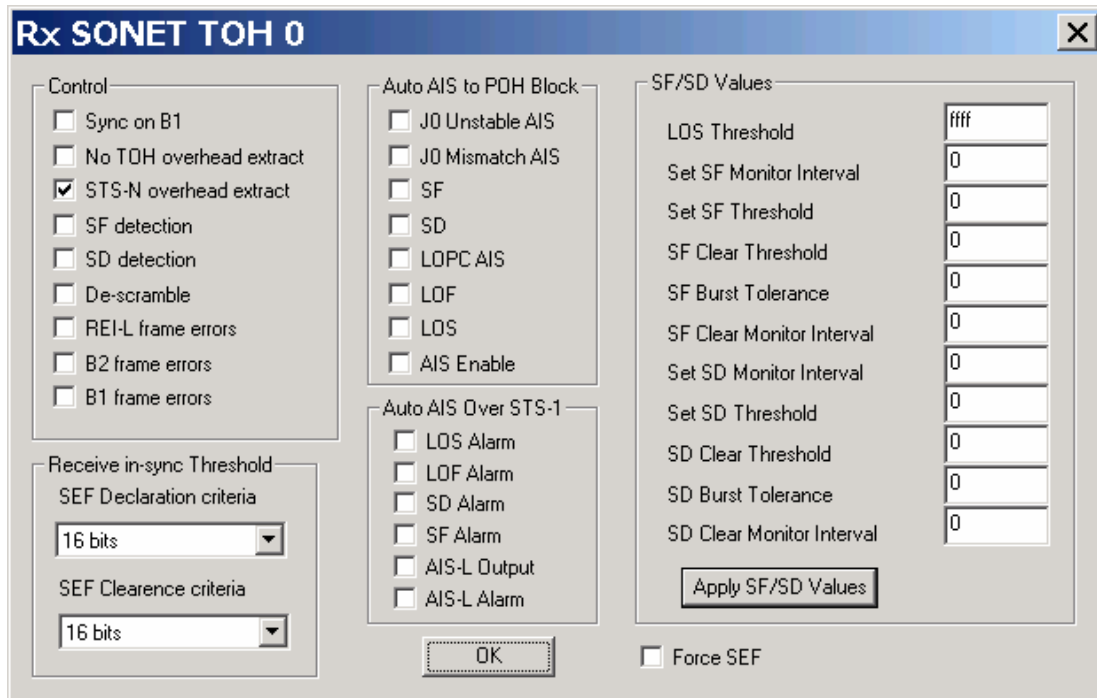 Rx SONET TOH 0
Control
Sync on B1
No TOH overhead extract
STS-N overhead extract
SF detection
SD detection
De-scramble
REI-L frame errors
B2 frame errors
B1 frame errors
Receive in-sync Threshold
SEF Declaration criteria
16 bits
SEF Clearence criteria
16 bits
Auto AIS to POH Block
J0 Unstable AIS
J0 Mismatch AIS
SF
SD
LOPC AIS
LOF
LOS
AIS Enable
Auto AIS Over STS-1
LOS Alarm
LOF Alarm
SD Alarm
SF Alarm
AIS-L Output
AIS-L Alarm
OK
SF/SD Values
LOS Threshold ffff
Set SF Monitor Interval 0
Set SF Threshold 0
SF Clear Threshold 0
SF Burst Tolerance 0
SF Clear Monitor Interval 0
Set SD Monitor Interval 0
Set SD Threshold 0
SD Clear Threshold 0
SD Burst Tolerance 0
SD Clear Monitor Interval 0
Apply SF/SD Values
Force SEF